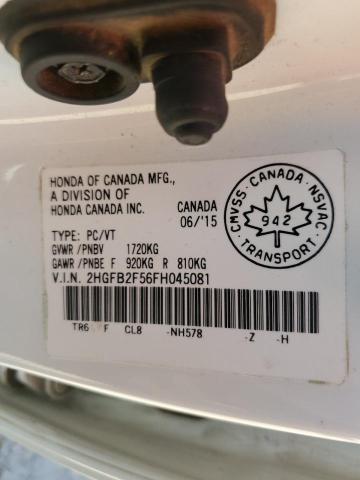 HONDA OF CANADA MFG.,
A DIVISION OF
HONDA CANADA INC. CANADA
06/'15
TYPE: PC/VT
GVWR /PNBV 1720KG
GAWR /PNBE F 920KG R 810KG
V.I.N. 2HGFB2F56FH045081
F CL8 -NH578 -Z -H
CMVSS · CANADA · NSVAC
942
TRANSPORT